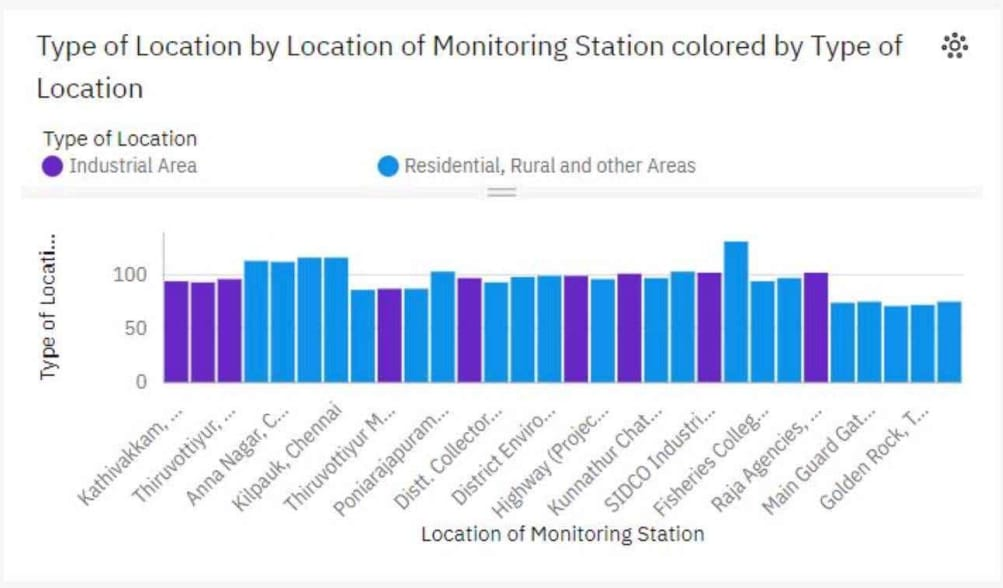 Type of Location by Location of Monitoring Station colored by Type of
Location
Type of Location
Industrial Area
Residential, Rural and other Areas
Type of Locati...
100
50
0
Kathivakkam, ...
Thiruvottiyur, ...
Anna Nagar, C...
Kilpauk, Chennai
Thiruvottiyur M...
Poniarajapuram...
Distt. Collector...
District Enviro...
Highway (Projec...
Kunnathur Chat...
SIDCO Industri...
Fisheries Colleg...
Raja Agencies, ...
Main Guard Gat...
Golden Rock, T...
Location of Monitoring Station